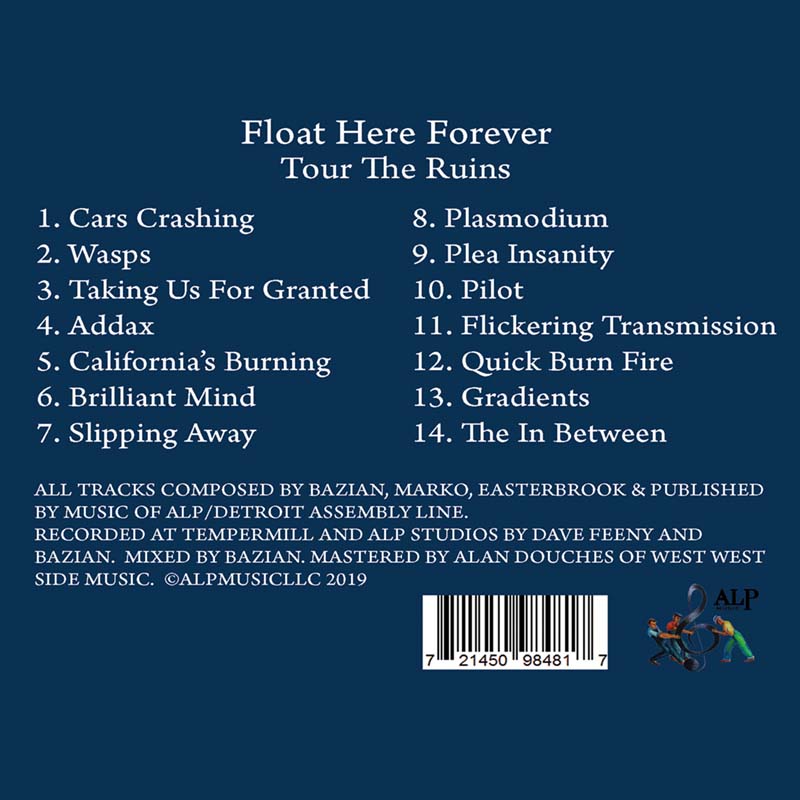 Float Here Forever
Tour The Ruins
1. Cars Crashing
2. Wasps
3. Taking Us For Granted
4. Addax
5. California's Burning
6. Brilliant Mind
7. Slipping Away
8. Plasmodium
9. Plea Insanity
10. Pilot
11. Flickering Transmission
12. Quick Burn Fire
13. Gradients
14. The In Between
ALL TRACKS COMPOSED BY BAZIAN, MARKO, EASTERBROOK & PUBLISHED
BY MUSIC OF ALP/DETROIT ASSEMBLY LINE.
RECORDED AT TEMPERMILL AND ALP STUDIOS BY DAVE FEENY AND
BAZIAN. MIXED BY BAZIAN. MASTERED BY ALAN DOUCHES OF WEST WEST
SIDE MUSIC. ©ALPMUSICLLC 2019
ALP
MUSIC
7 21450 98481 7